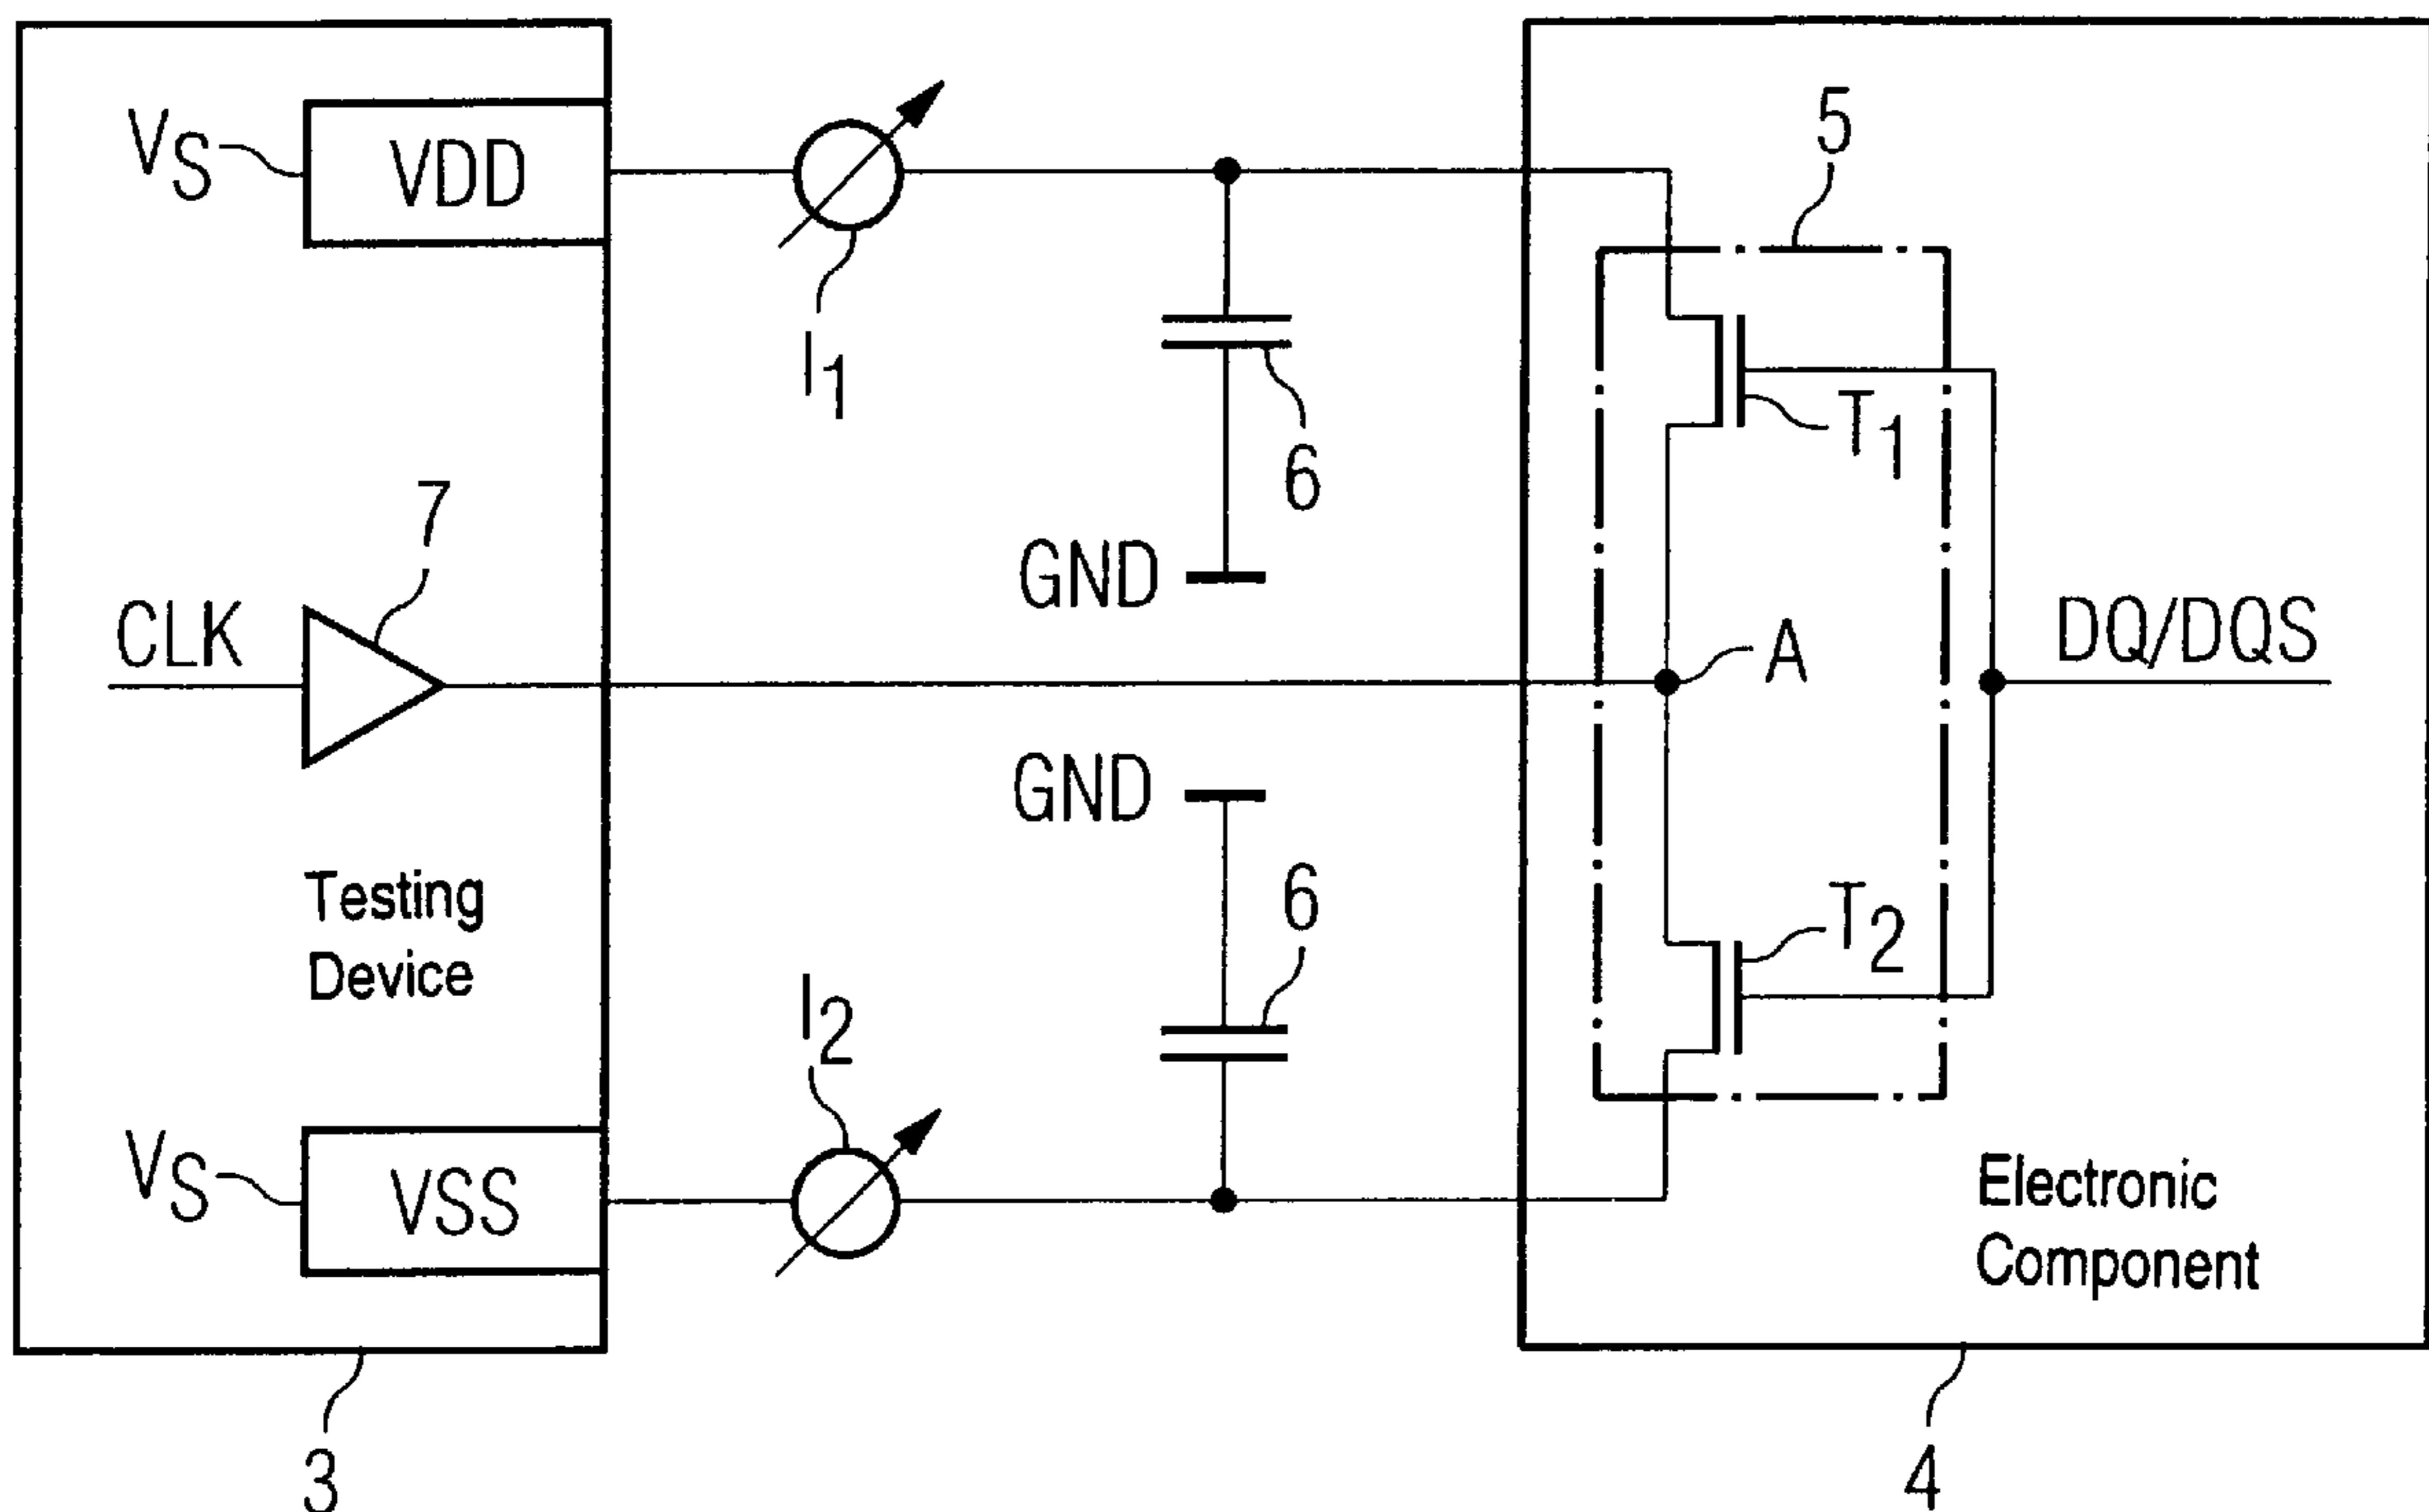 5
VS
VDD
I1
T1
6
7
GND
CLK
A
DQ/DQS
GND
6
T2
Testing
Device
I2
VS
VSS
Electronic
Component
3
4